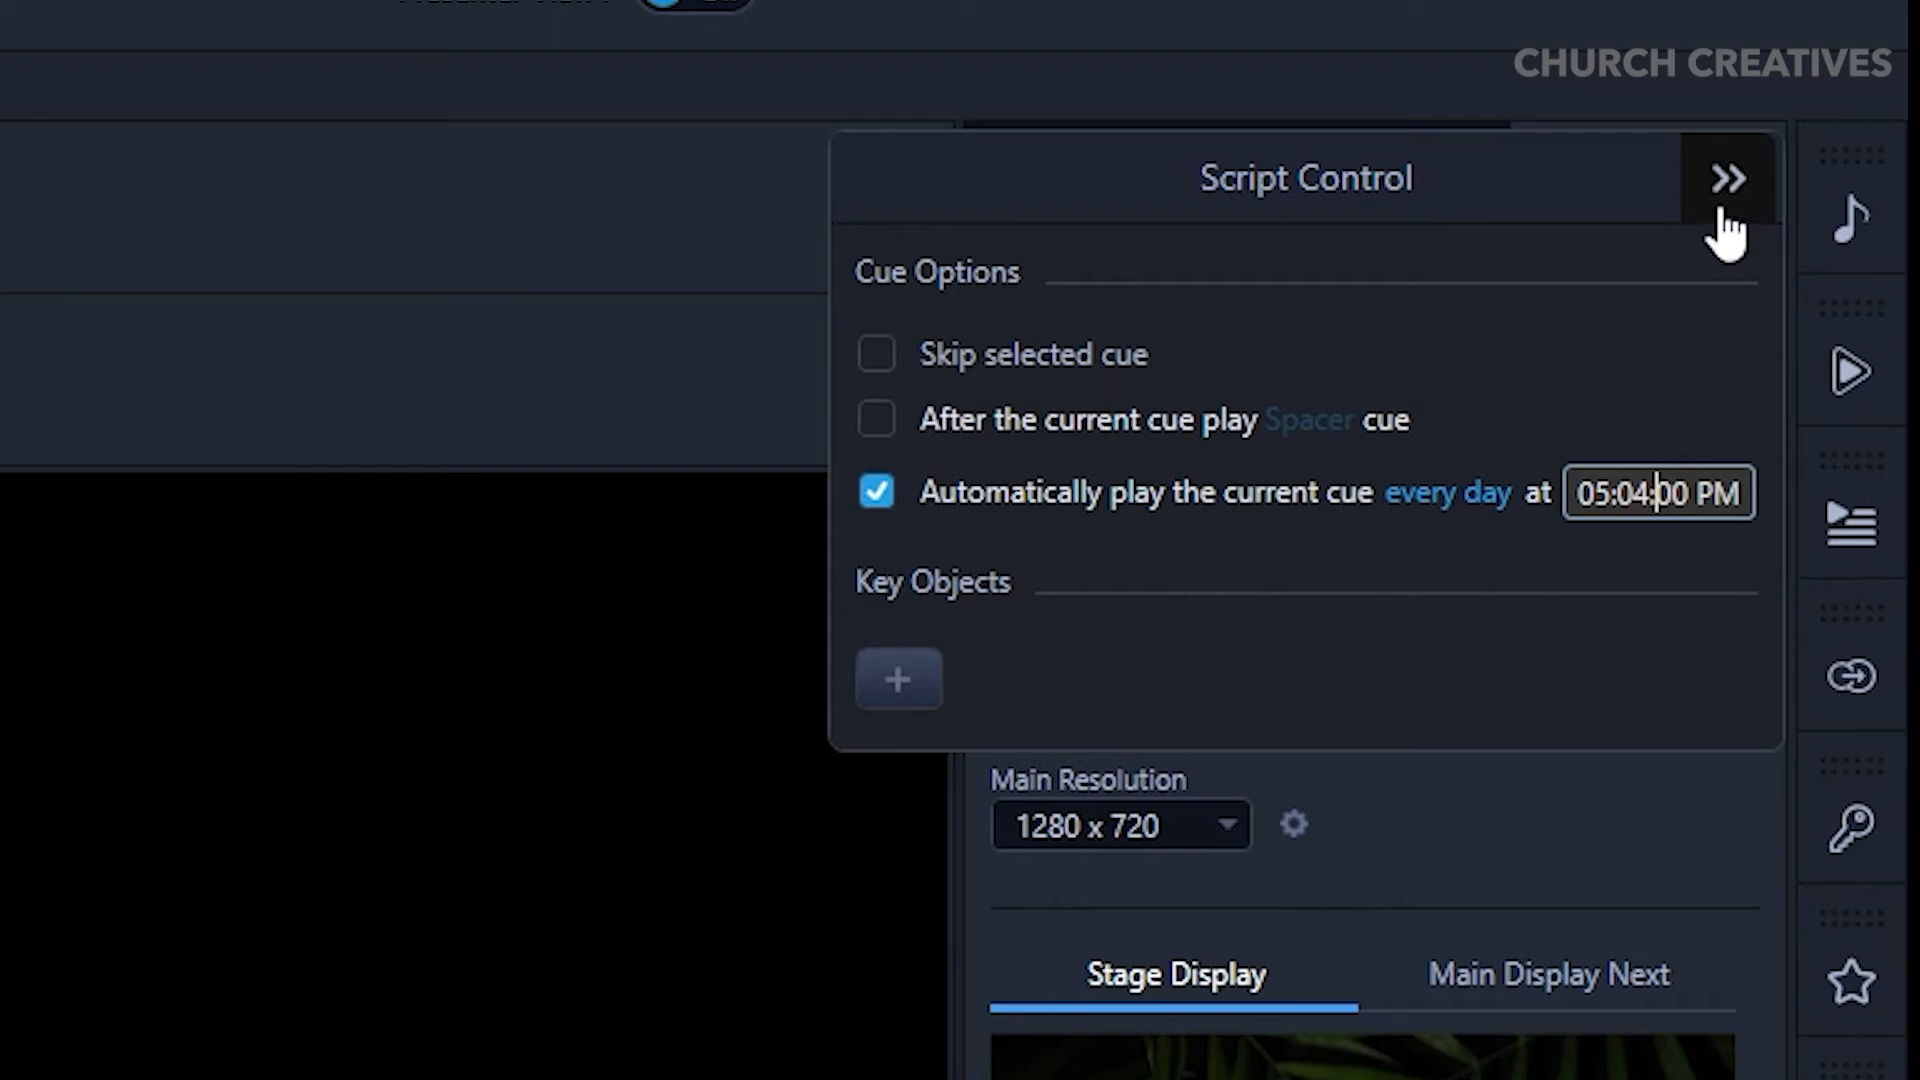 CHURCH CREATIVES
Script Control
Cue Options
Skip selected cue
After the current cue play Spacer cue
Automatically play the current cue every day at 05:04:00 PM
Key Objects
+
Main Resolution
1280 x 720
Stage Display
Main Display Next